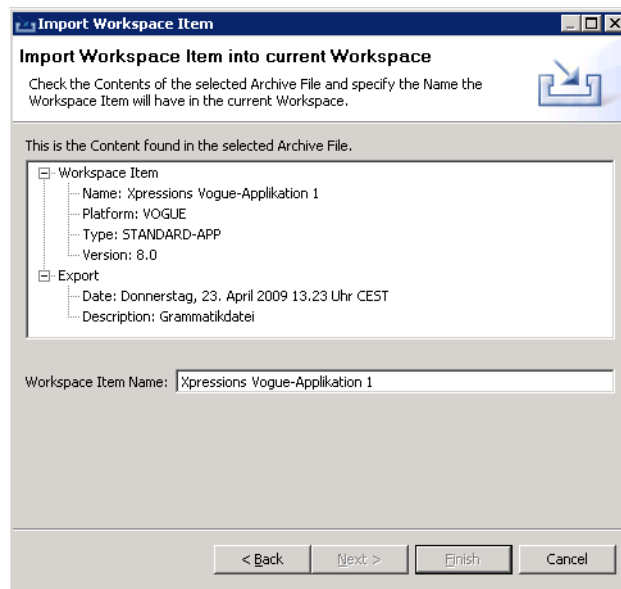 Import Workspace Item
Import Workspace Item into current Workspace
Check the Contents of the selected Archive File and specify the Name the
Workspace Item will have in the current Workspace.
This is the Content found in the selected Archive File.
Workspace Item
Name: Xpressions Vogue-Applikation 1
Platform: VOGUE
Type: STANDARD-APP
Version: 8.0
Export
Date: Donnerstag, 23. April 2009 13.23 Uhr CEST
Description: Grammatikdatei
Workspace Item Name: Xpressions Vogue-Applikation 1
< Back Next > Finish Cancel